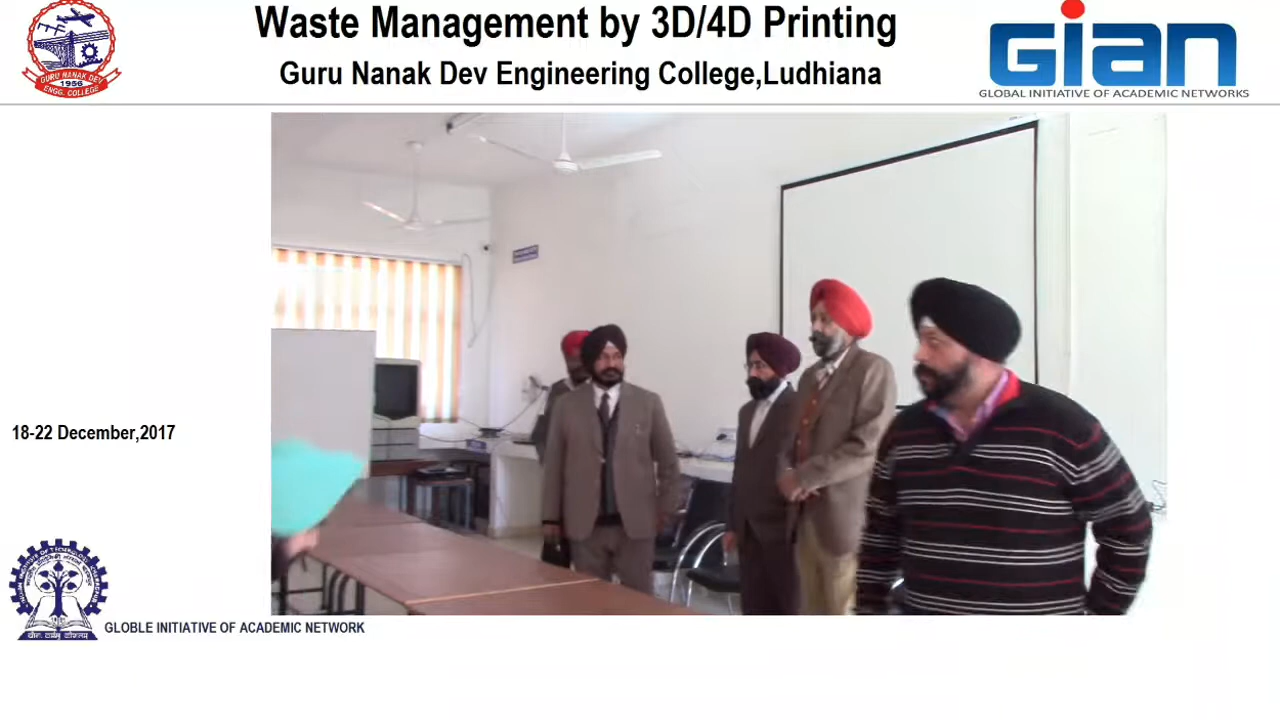 Waste Management by 3D/4D Printing
Guru Nanak Dev Engineering College,Ludhiana
GURU NANAK DEV
1956
ENGG. COLLEGE
GIAN
GLOBAL INITIATIVE OF ACADEMIC NETWORKS
18-22 December,2017
GLOBLE INITIATIVE OF ACADEMIC NETWORK